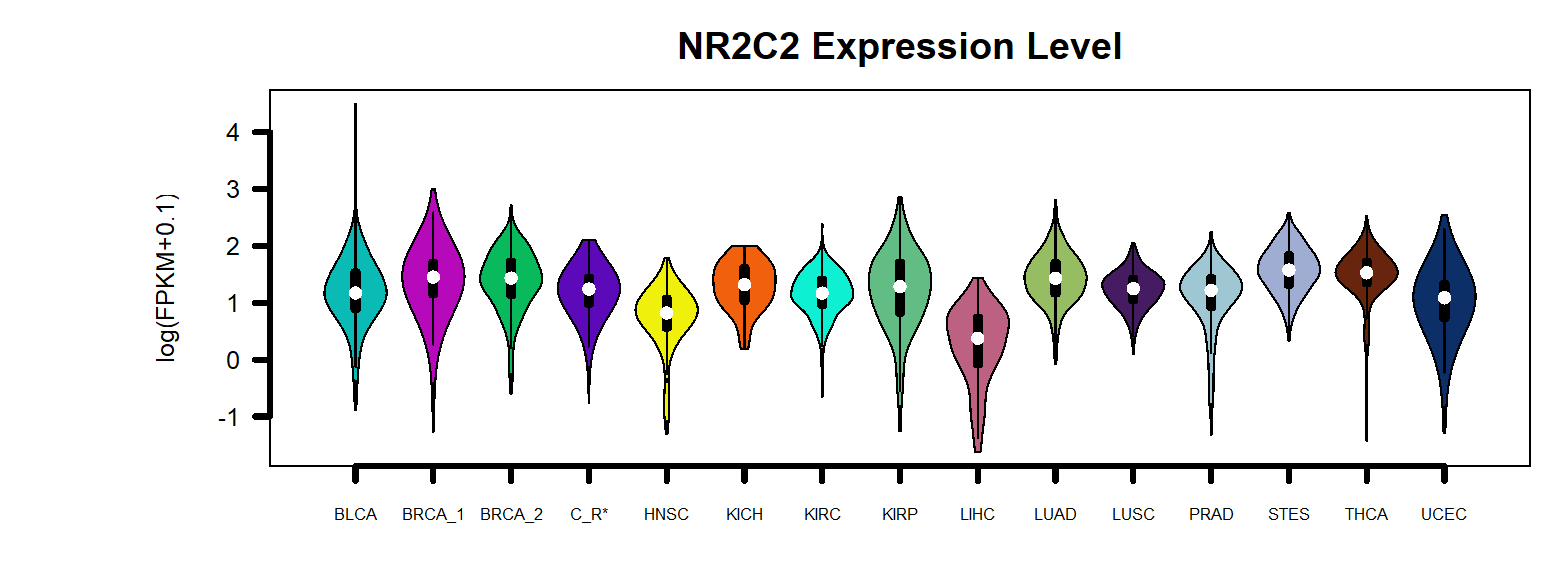 NR2C2 Expression Level
log(FPKM+0.1)
4
3
2
1
0
-1
BLCA BRCA_1 BRCA_2 C_R* HNSC KICH KIRC KIRP LIHC LUAD LUSC PRAD STES THCA UCEC